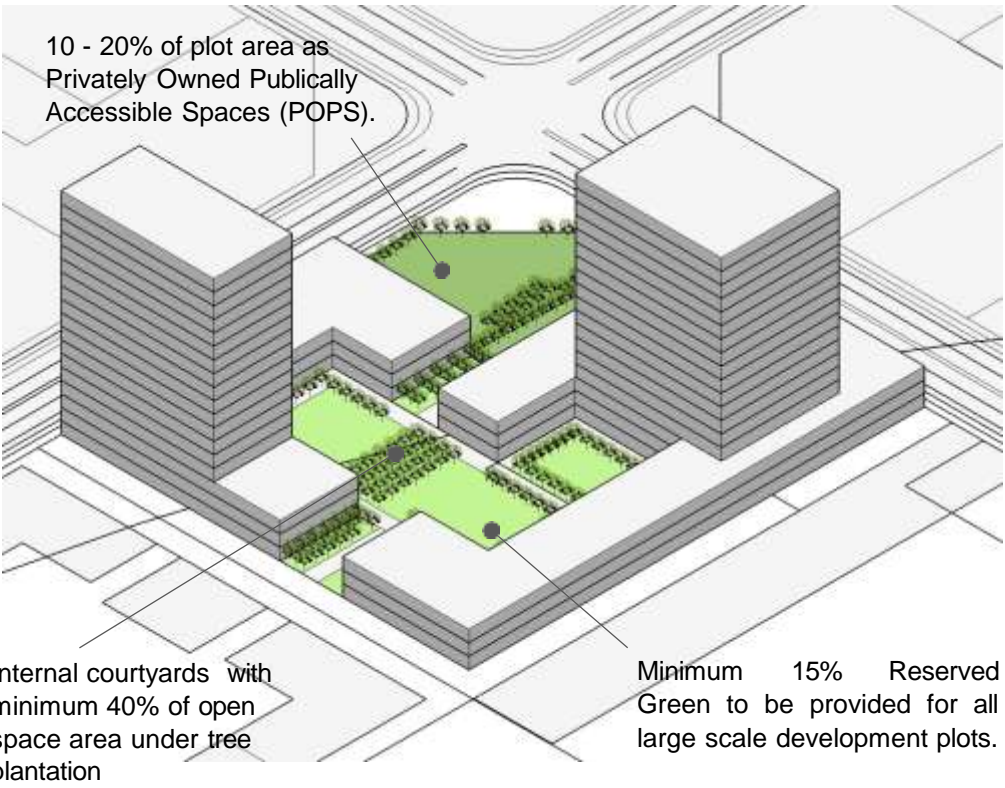 10 - 20% of plot area as
Privately Owned Publically
Accessible Spaces (POPS).
nternal courtyards with
minimum 40% of open
space area under tree
plantation
Minimum 15% Reserved
Green to be provided for all
large scale development plots.